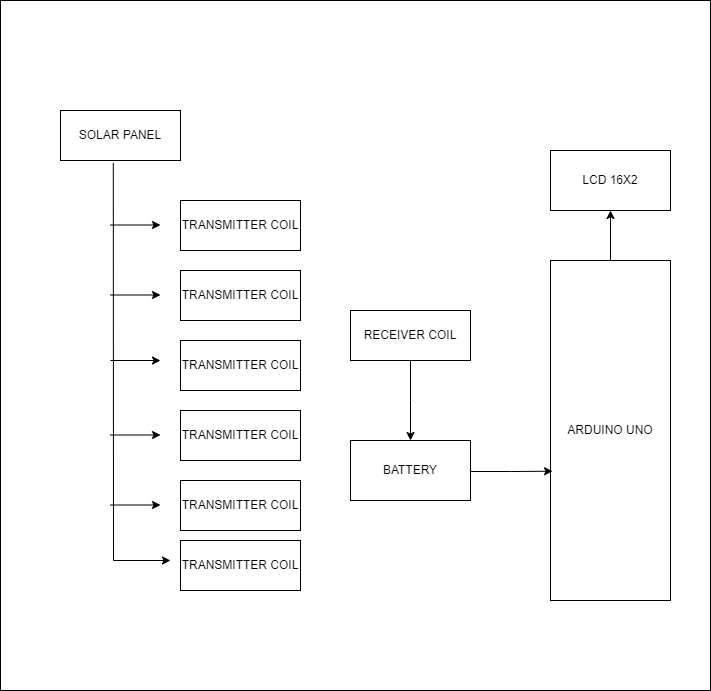 SOLAR PANEL
TRANSMITTER COIL
TRANSMITTER COIL
TRANSMITTER COIL
TRANSMITTER COIL
TRANSMITTER COIL
TRANSMITTER COIL
RECEIVER COIL
BATTERY
LCD 16X2
ARDUINO UNO